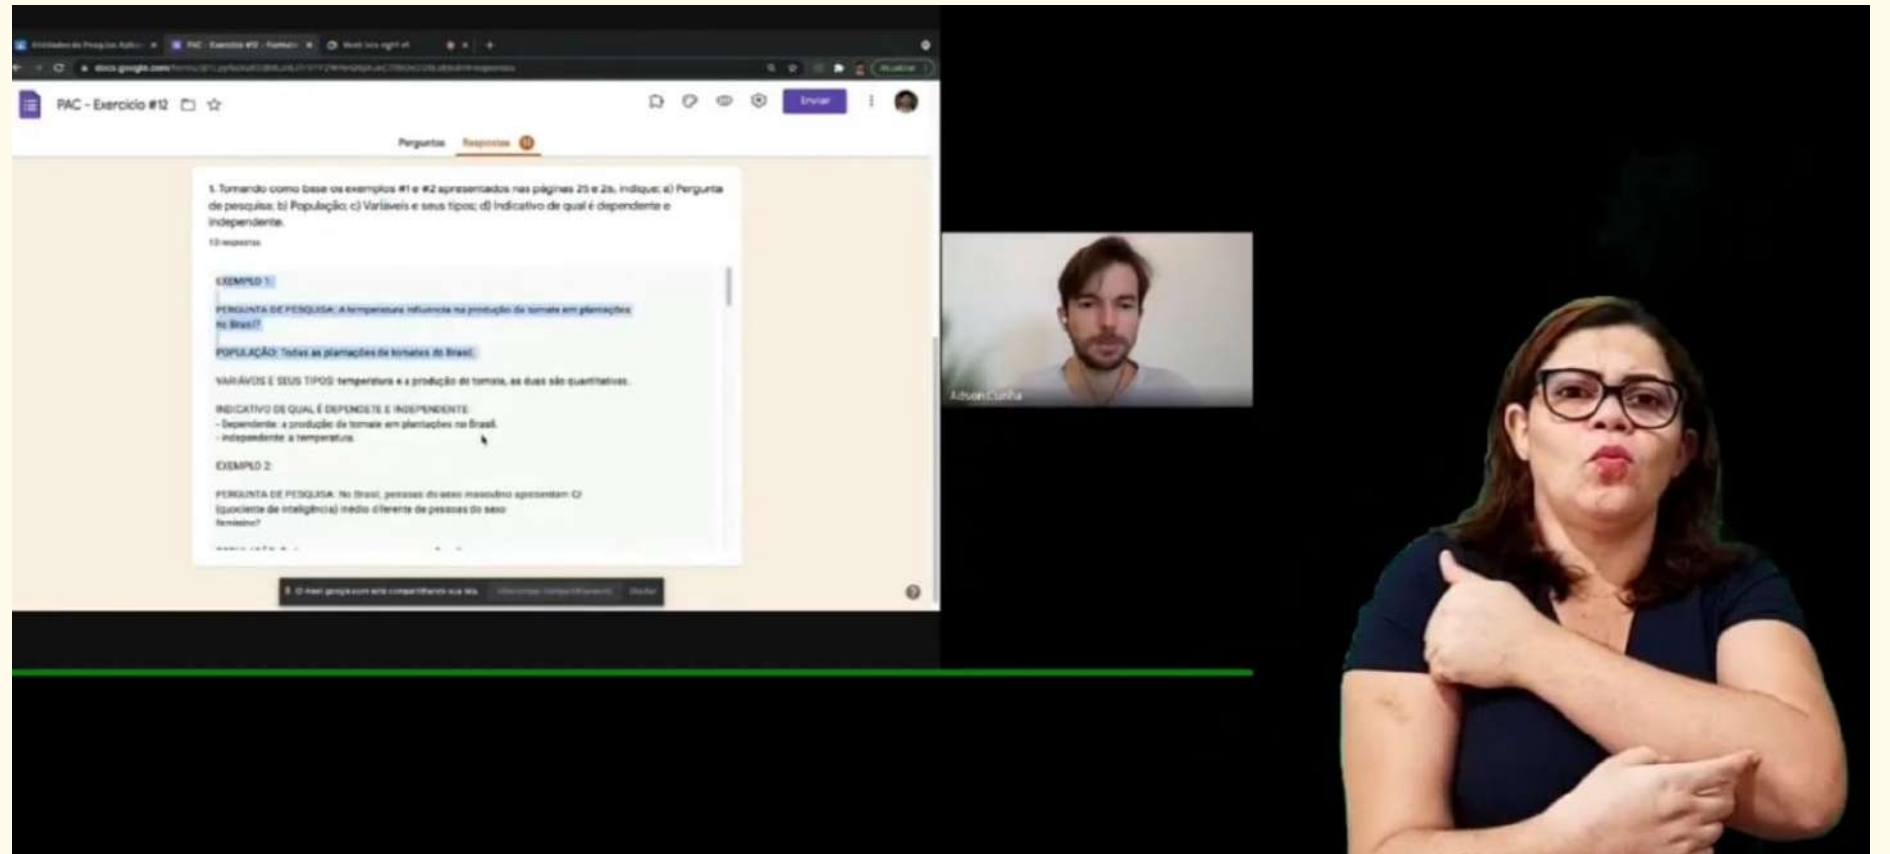 PAC - Exercício #12
docs.google.com
Enviar
Perguntas Respostas
1. Tomando como base os exemplos #1 e #2 apresentados nas páginas 25 e 26, indique: a) Pergunta
de pesquisa; b) População; c) Variáveis e seus tipos; d) Indicativo de qual é dependente e
independente.
EXEMPLO 1:
PERGUNTA DE PESQUISA: A temperatura influencia na produção de tomate em plantações
no Brasil?
POPULAÇÃO: Todas as plantações de tomates do Brasil.
VARIÁVOIS E SEUS TIPOS: temperatura e a produção de tomate, as duas são quantitativas.
INDICATIVO DE QUAL É DEPENDETE E INDEPENDENTE:
- Dependente: a produção de tomate em plantações no Brasil.
- independente: a temperatura.
EXEMPLO 2:
PERGUNTA DE PESQUISA: No Brasil, pessoas do sexo masculino apresentam QI
(quociente de inteligência) médio diferente de pessoas do sexo
feminino?
Adson Cunha